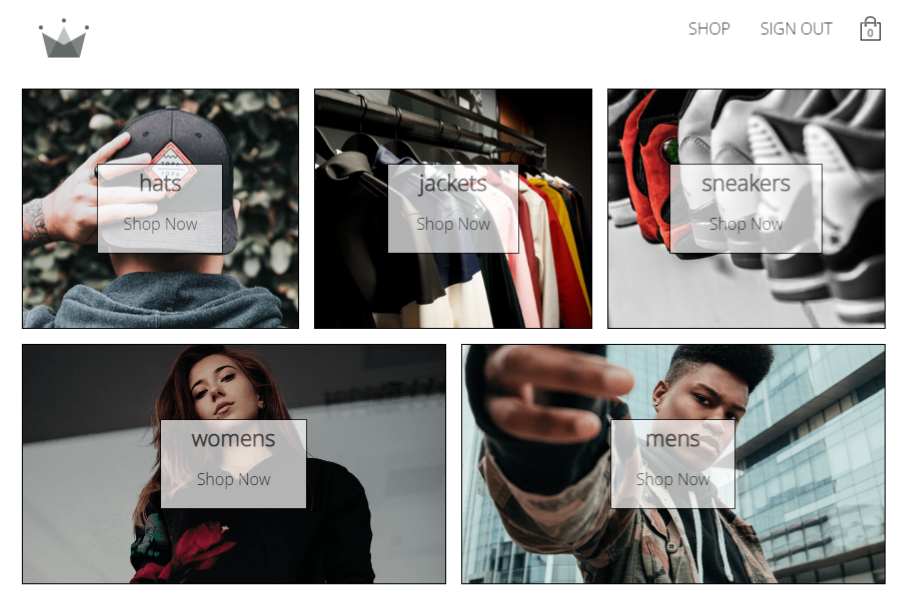 SHOP
SIGN OUT
0
hats
Shop Now
jackets
Shop Now
sneakers
Shop Now
womens
Shop Now
mens
Shop Now